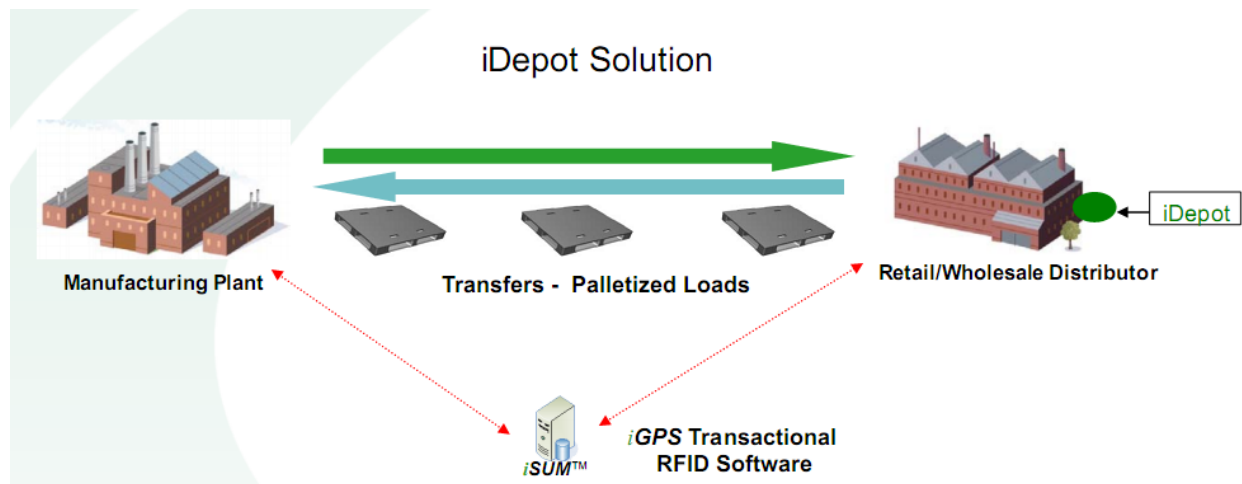 iDepot Solution
iDepot
Manufacturing Plant
Transfers - Palletized Loads
Retail/Wholesale Distributor
iGPS Transactional
RFID Software
iSUM™